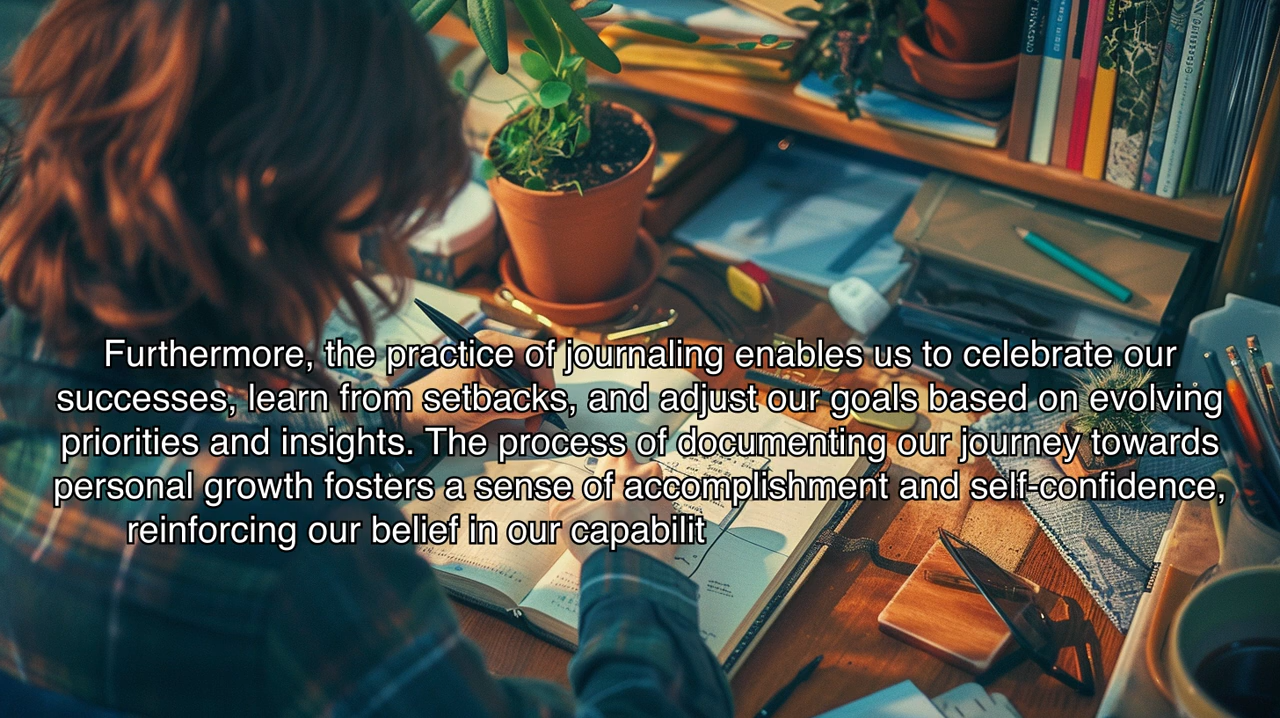 Furthermore, the practice of journaling enables us to celebrate our
successes, learn from setbacks, and adjust our goals based on evolving
priorities and insights. The process of documenting our journey towards
personal growth fosters a sense of accomplishment and self-confidence,
reinforcing our belief in our capabilit